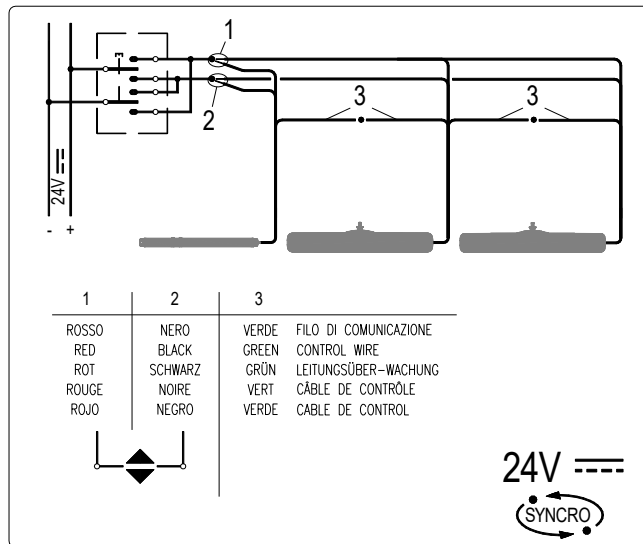 1
2
3 3
24V
- +
1 2 3
ROSSO NERO VERDE FILO DI COMUNICAZIONE
RED BLACK GREEN CONTROL WIRE
ROT SCHWARZ GRÜN LEITUNGSÜBER-WACHUNG
ROUGE NOIRE VERT CÂBLE DE CONTRÔLE
ROJO NEGRO VERDE CABLE DE CONTROL
24V
SYNCRO